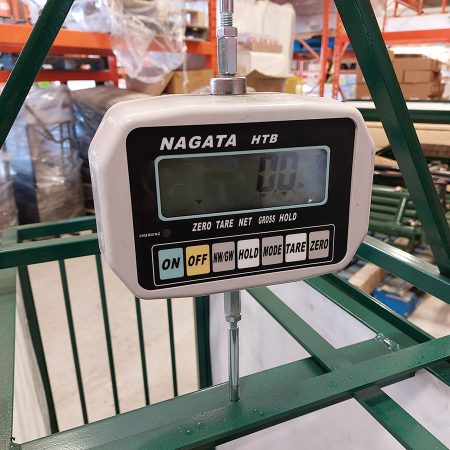 NAGATA HTB
00.
ZERO TARE NET GROSS HOLD
CHARGING
ON OFF NW/GW HOLD MODE TARE ZERO